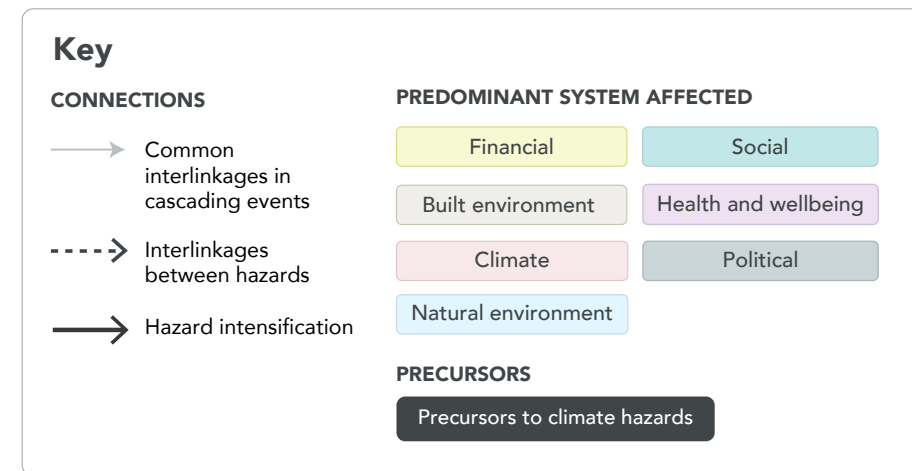 Key
CONNECTIONS
Common
interlinkages in
cascading events
Interlinkages
between hazards
Hazard intensification
PREDOMINANT SYSTEM AFFECTED
Financial
Social
Built environment
Health and wellbeing
Climate
Political
Natural environment
PRECURSORS
Precursors to climate hazards